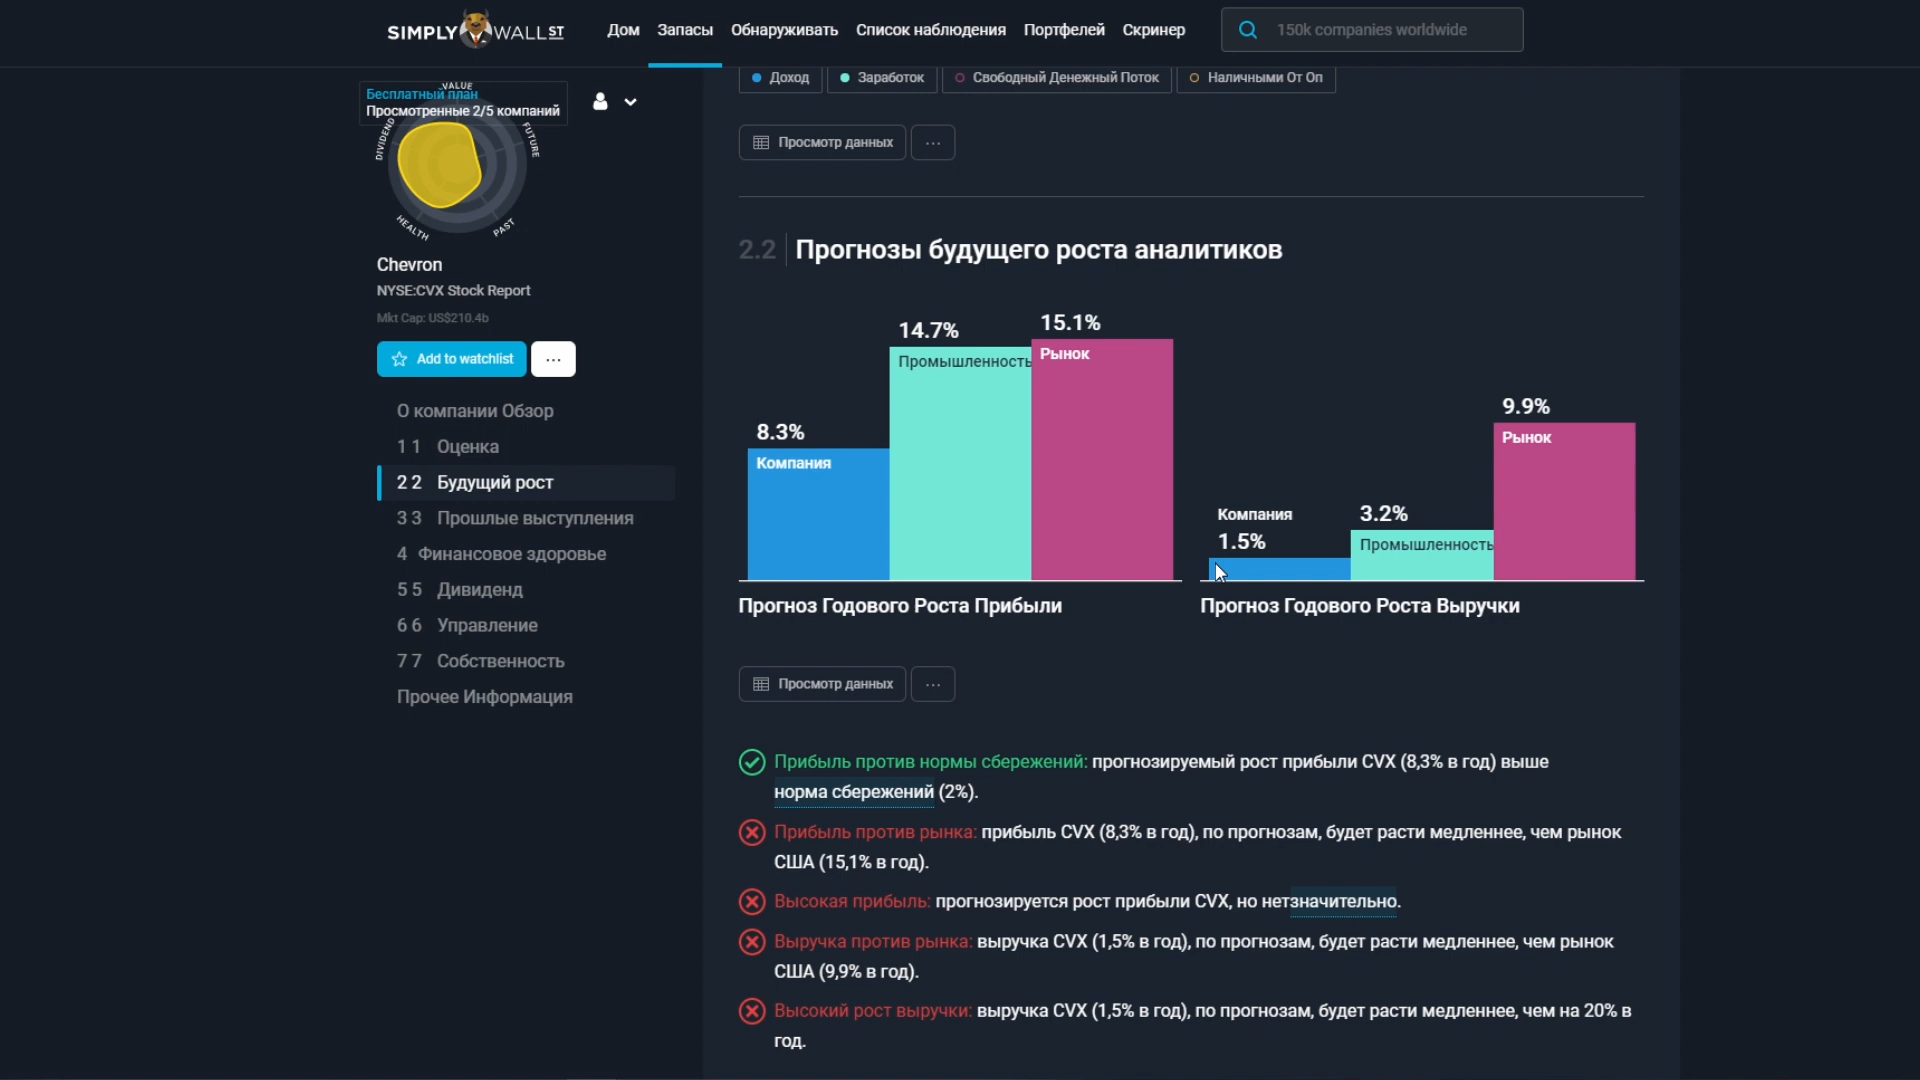 SIMPLY WALLST
Дом
Запасы
Обнаруживать
Список наблюдения
Портфелей
Скринер
150k companies worldwide
Бесплатный план
Просмотренные 2/5 компаний
VALUE
FUTURE
PAST
HEALTH
DIVIDEND
Chevron
NYSE:CVX Stock Report
Mkt Cap: US$210.4b
Add to watchlist
...
О компании Обзор
1 1 Оценка
2 2 Будущий рост
3 3 Прошлые выступления
4 Финансовое здоровье
5 5 Дивиденд
6 6 Управление
7 7 Собственность
Прочее Информация
Доход
Заработок
Свободный Денежный Поток
Наличными От Оп
Просмотр данных
...
2.2 Прогнозы будущего роста аналитиков
8.3%
Компания
14.7%
Промышленность
15.1%
Рынок
Прогноз Годового Роста Прибыли
Компания
1.5%
3.2%
Промышленность
9.9%
Рынок
Прогноз Годового Роста Выручки
Просмотр данных
...
Прибыль против нормы сбережений: прогнозируемый рост прибыли CVX (8,3% в год) выше
норма сбережений (2%).
Прибыль против рынка: прибыль CVX (8,3% в год), по прогнозам, будет расти медленнее, чем рынок
США (15,1% в год).
Высокая прибыль: прогнозируется рост прибыли CVX, но нетзначительно.
Выручка против рынка: выручка CVX (1,5% в год), по прогнозам, будет расти медленнее, чем рынок
США (9,9% в год).
Высокий рост выручки: выручка CVX (1,5% в год), по прогнозам, будет расти медленнее, чем на 20% в
год.